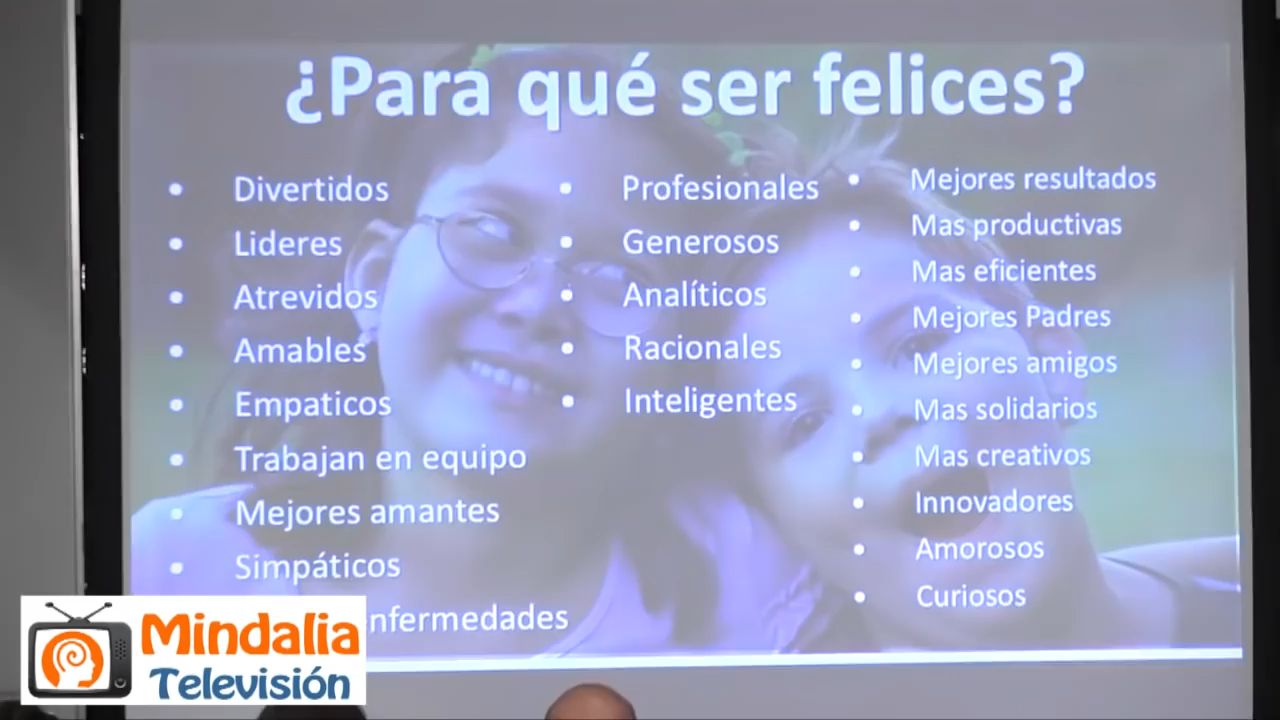 ¿Para qué ser felices?
• Divertidos
• Lideres
• Atrevidos
• Amables
• Empaticos
• Trabajan en equipo
• Mejores amantes
• Simpáticos
nfermedades
• Profesionales
• Generosos
• Analíticos
• Racionales
• Inteligentes
• Mejores resultados
• Mas productivas
• Mas eficientes
• Mejores Padres
• Mejores amigos
• Mas solidarios
• Mas creativos
• Innovadores
• Amorosos
• Curiosos
Mindalia
Televisión